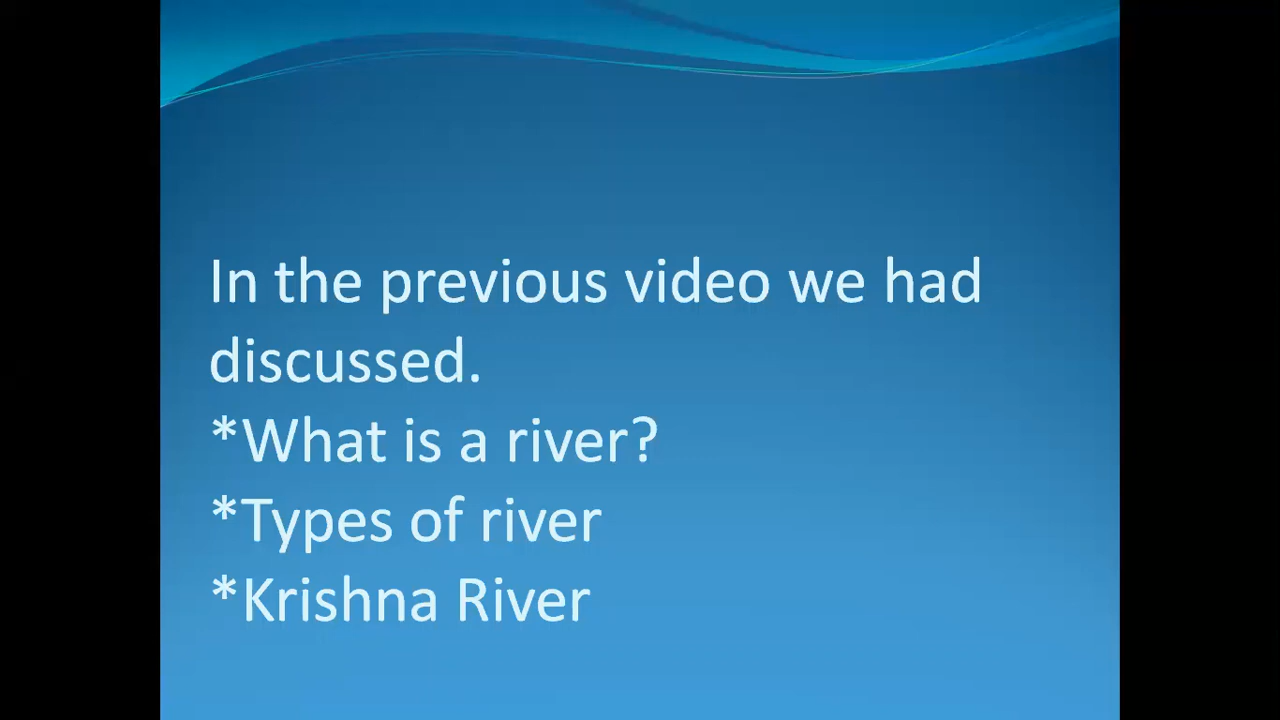 In the previous video we had
discussed.
*What is a river?
*Types of river
*Krishna River